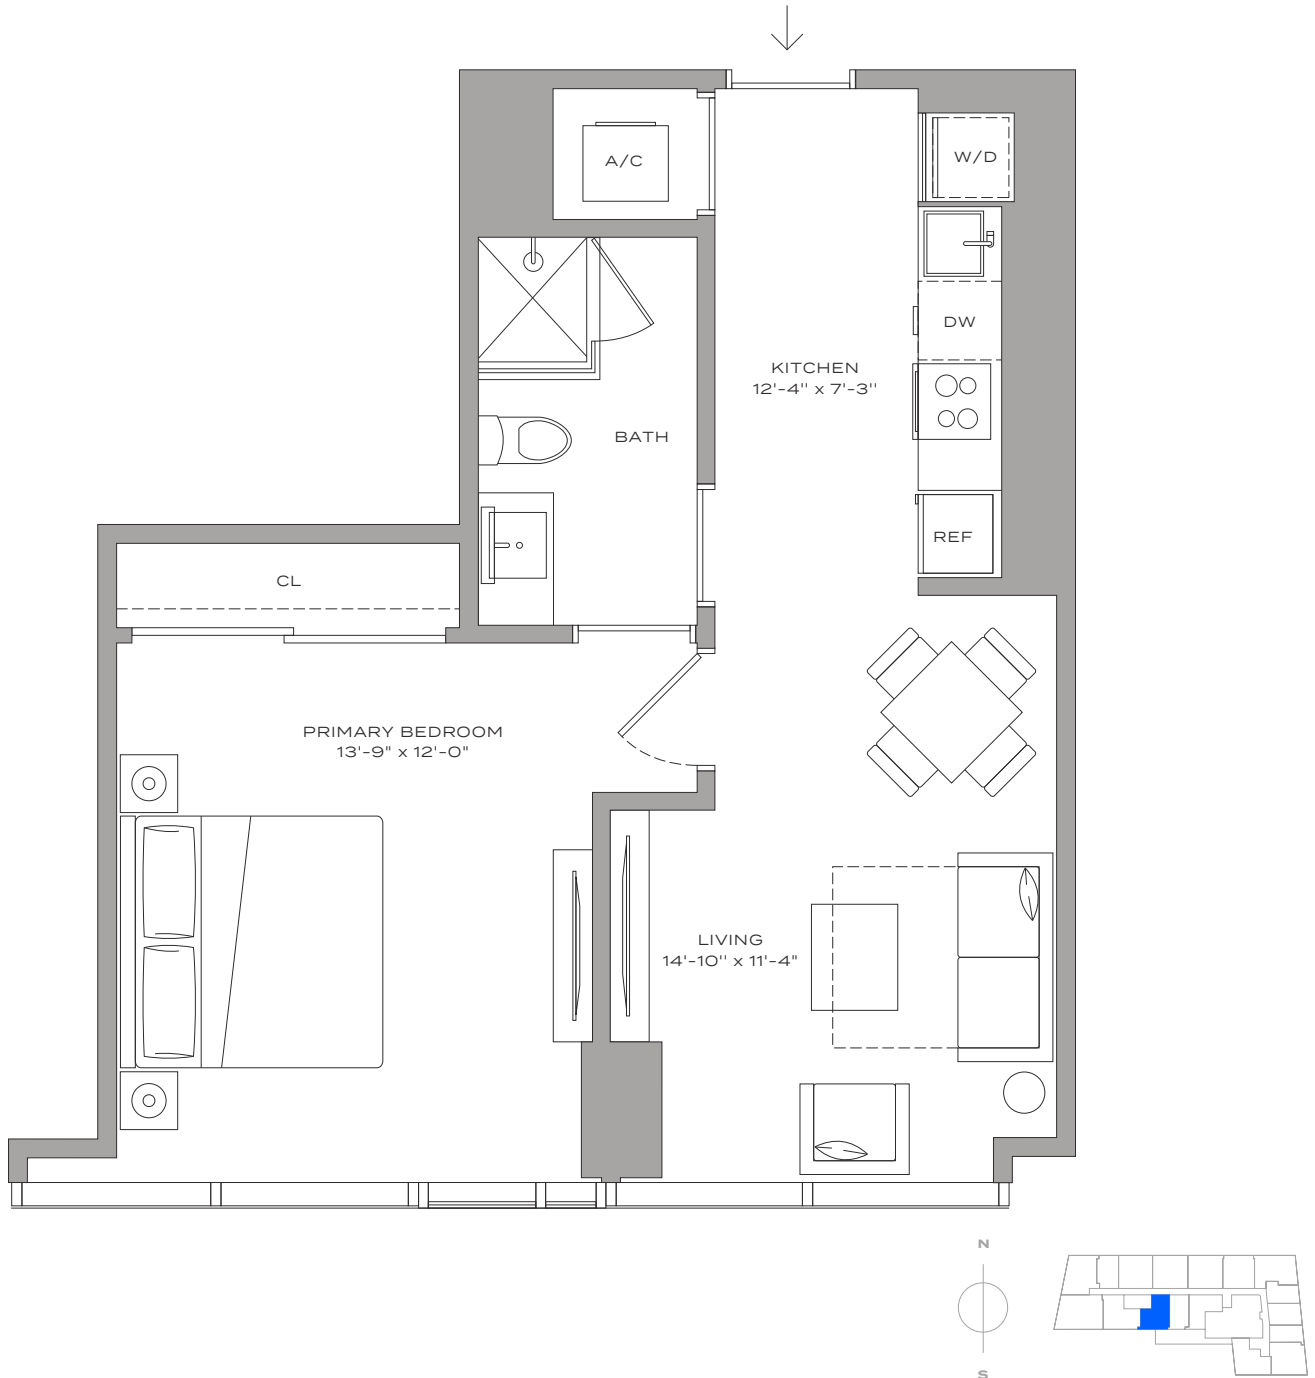 A/C
W/D
DW
KITCHEN
12'-4'' x 7'-3''
BATH
REF
CL
PRIMARY BEDROOM
13'-9" x 12'-0"
LIVING
14'-10'' x 11'-4"
N
S